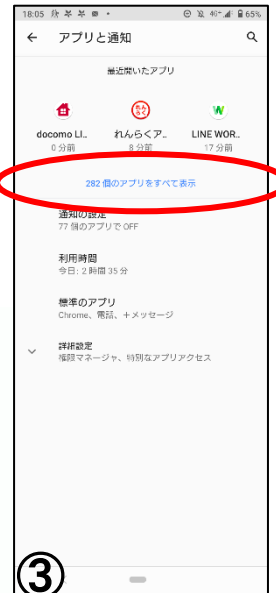 18:05 65%
アプリと通知
最近開いたアプリ
れんらく
docomo LI.. れんらくア.. LINE WOR..
0 分前 8 分前 17 分前
282 個のアプリをすべて表示
通知の設定
77 個のアプリで OFF
利用時間
今日: 2 時間 35 分
標準のアプリ
Chrome、電話、+メッセージ
詳細設定
権限マネージャ、特別なアプリアクセス
③